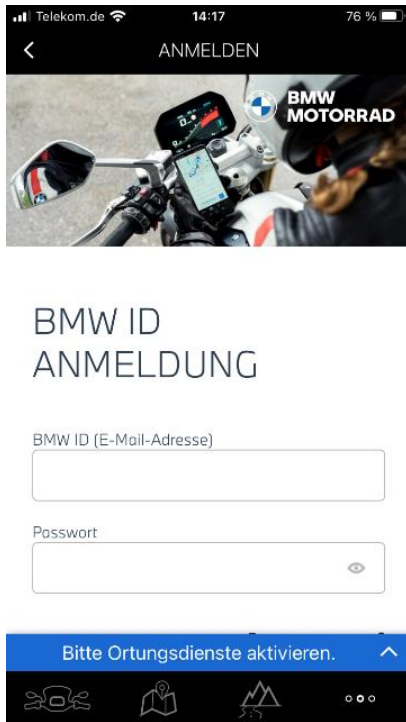 Telekom.de
14:17
76 %
ANMELDEN
BMW
MOTORRAD
BMW ID
ANMELDUNG
BMW ID (E-Mail-Adresse)
Passwort
Bitte Ortungsdienste aktivieren.